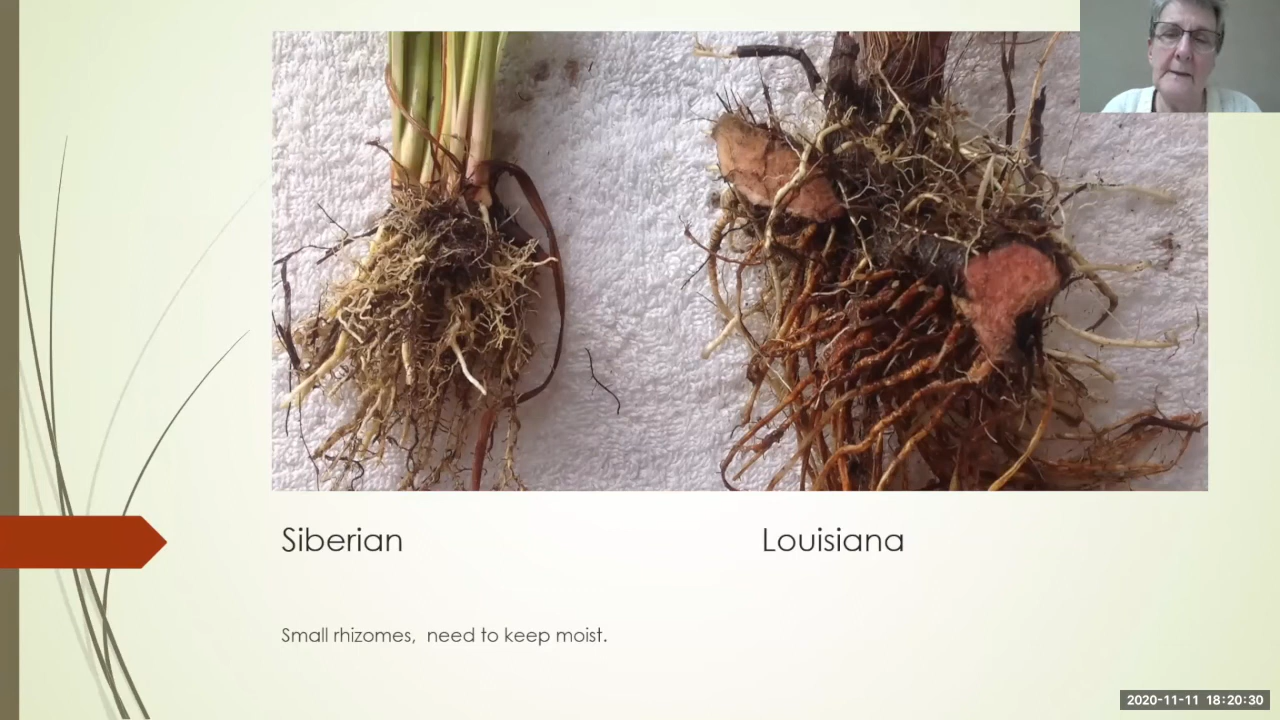 Siberian
Louisiana
Small rhizomes, need to keep moist.
2020-11-11 18:20:30